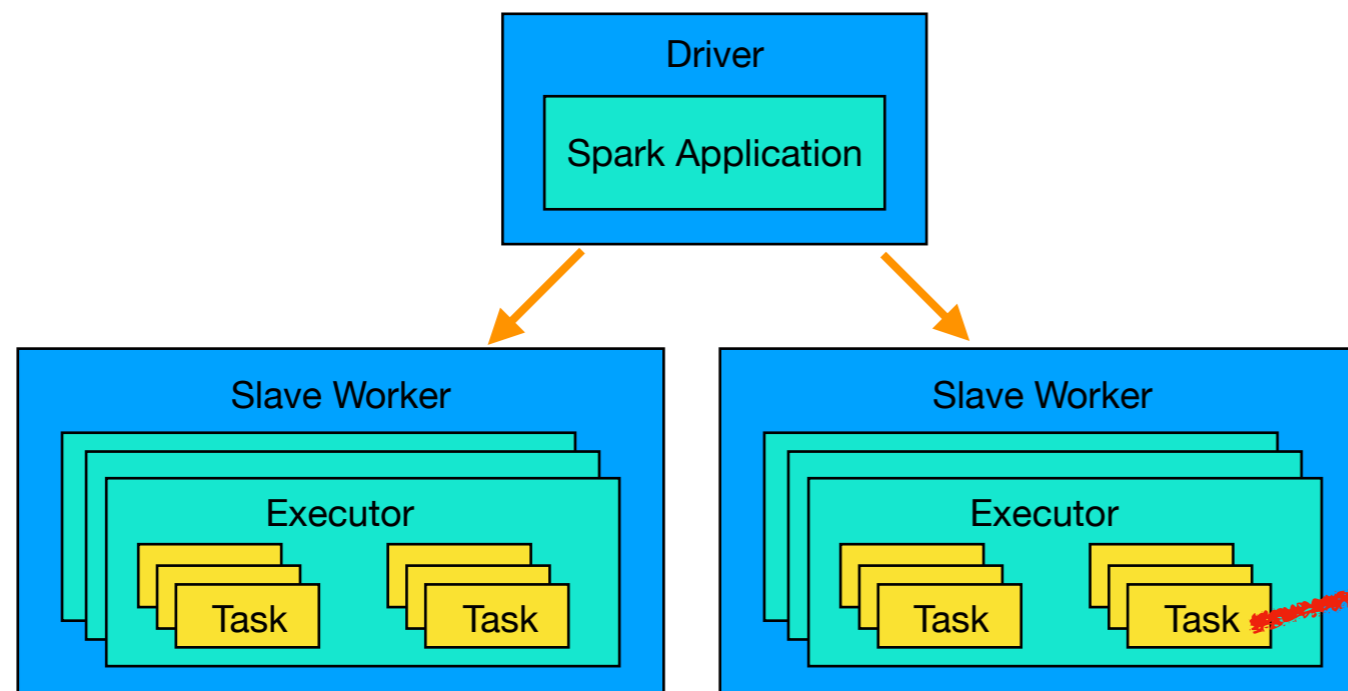 Driver
Spark Application
Slave Worker
Executor
Task
Task
Slave Worker
Executor
Task
Task